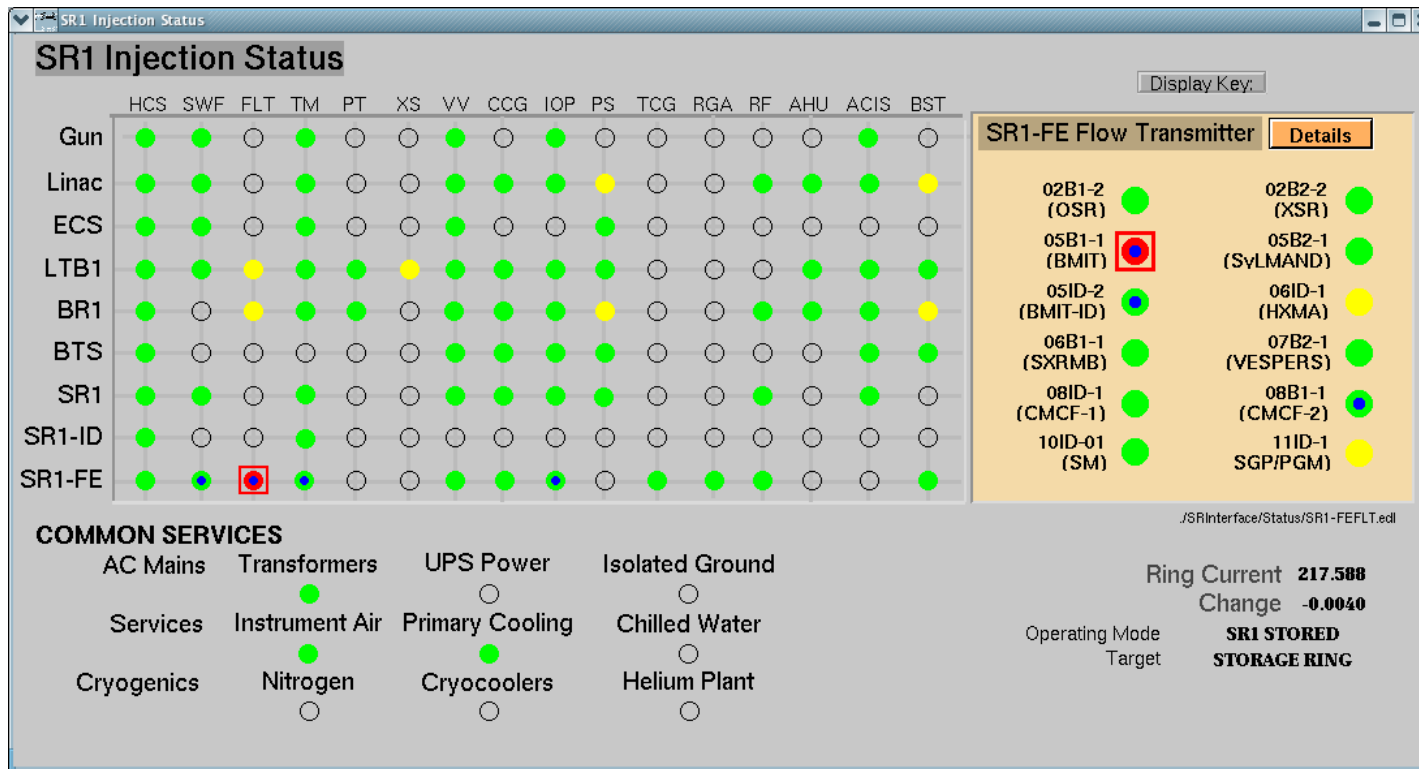 SR1 Injection Status
SR1 Injection Status
Display Key:
HCS SWF FLT TM PT XS VV CCG IOP PS TCG RGA RF AHU ACIS BST
Gun
Linac
ECS
LTB1
BR1
BTS
SR1
SR1-ID
SR1-FE
SR1-FE Flow Transmitter Details
02B1-2 02B2-2
(OSR) (XSR)
05B1-1 05B2-1
(BMIT) (SyLMAND)
05ID-2 06ID-1
(BMIT-ID) (HXMA)
06B1-1 07B2-1
(SXRMB) (VESPERS)
08ID-1 08B1-1
(CMCF-1) (CMCF-2)
10ID-01 11ID-1
(SM) SGP/PGM)
./SRInterface/Status/SR1-FEFLT.edl
COMMON SERVICES
AC Mains Transformers UPS Power Isolated Ground
Services Instrument Air Primary Cooling Chilled Water
Cryogenics Nitrogen Cryocoolers Helium Plant
Ring Current 217.588
Change -0.0040
Operating Mode SR1 STORED
Target STORAGE RING